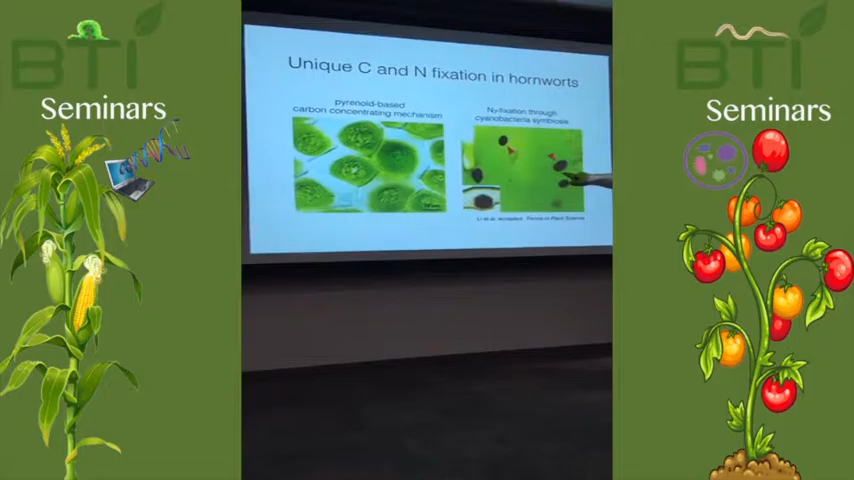 BTI
Seminars
Unique C and N fixation in hornworts
pyrenoid-based
carbon concentrating mechanism
N₂-fixation through
cyanobacteria symbiosis
Li et al. accepted. Trends in Plant Science
BTI
Seminars